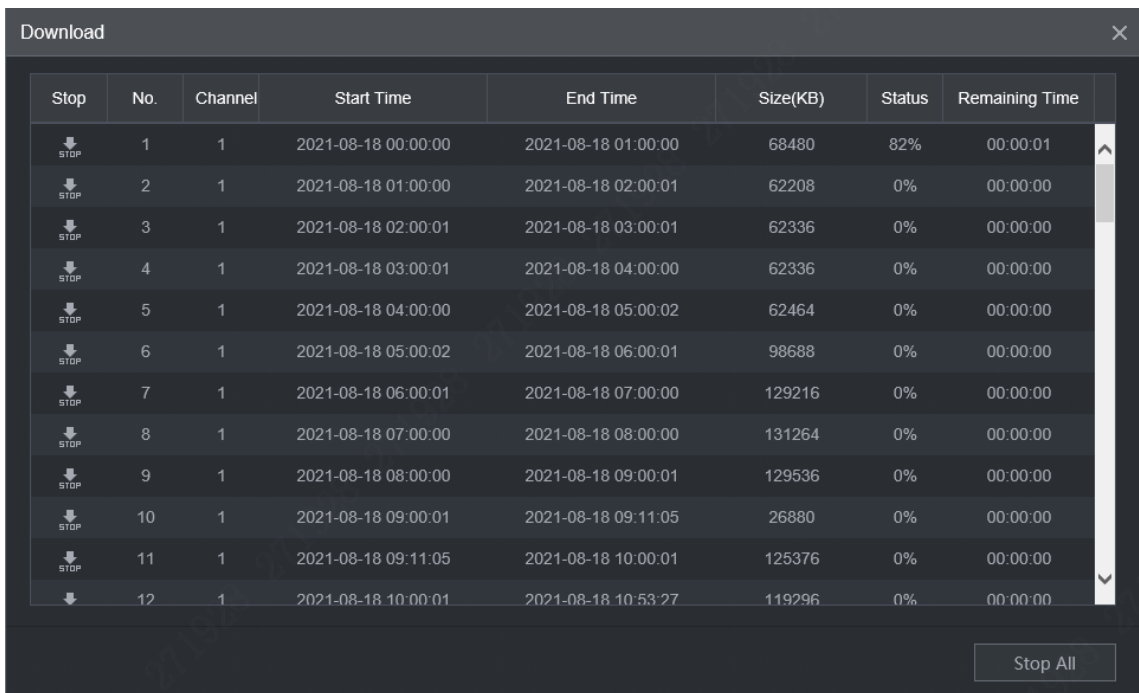 Download
Stop No. Channel Start Time End Time Size(KB) Status Remaining Time
STOP 1 1 2021-08-18 00:00:00 2021-08-18 01:00:00 68480 82% 00:00:01
STOP 2 1 2021-08-18 01:00:00 2021-08-18 02:00:01 62208 0% 00:00:00
STOP 3 1 2021-08-18 02:00:01 2021-08-18 03:00:01 62336 0% 00:00:00
STOP 4 1 2021-08-18 03:00:01 2021-08-18 04:00:00 62336 0% 00:00:00
STOP 5 1 2021-08-18 04:00:00 2021-08-18 05:00:02 62464 0% 00:00:00
STOP 6 1 2021-08-18 05:00:02 2021-08-18 06:00:01 98688 0% 00:00:00
STOP 7 1 2021-08-18 06:00:01 2021-08-18 07:00:00 129216 0% 00:00:00
STOP 8 1 2021-08-18 07:00:00 2021-08-18 08:00:00 131264 0% 00:00:00
STOP 9 1 2021-08-18 08:00:00 2021-08-18 09:00:01 129536 0% 00:00:00
STOP 10 1 2021-08-18 09:00:01 2021-08-18 09:11:05 26880 0% 00:00:00
STOP 11 1 2021-08-18 09:11:05 2021-08-18 10:00:01 125376 0% 00:00:00
12 1 2021-08-18 10:00:01 2021-08-18 10:53:27 119296 0% 00:00:00
Stop All